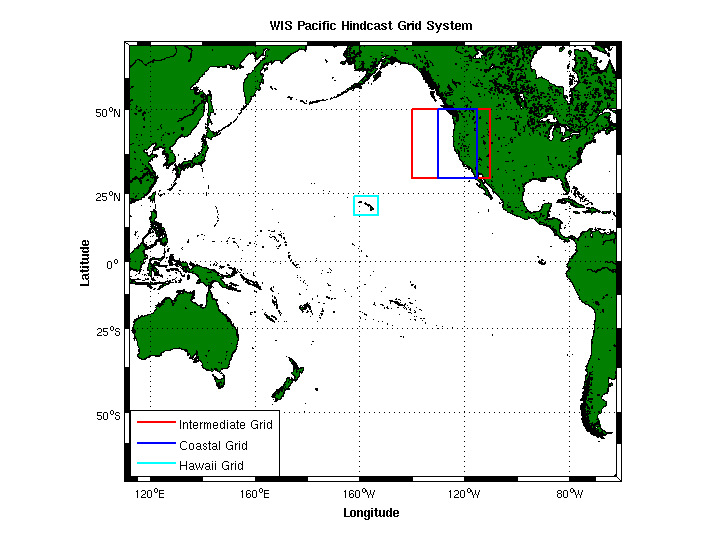 WIS Pacific Hindcast Grid System
50°N
25°N
0°
25°S
50°S
Latitude
Intermediate Grid
Coastal Grid
Hawaii Grid
120°E
160°E
160°W
120°W
80°W
Longitude